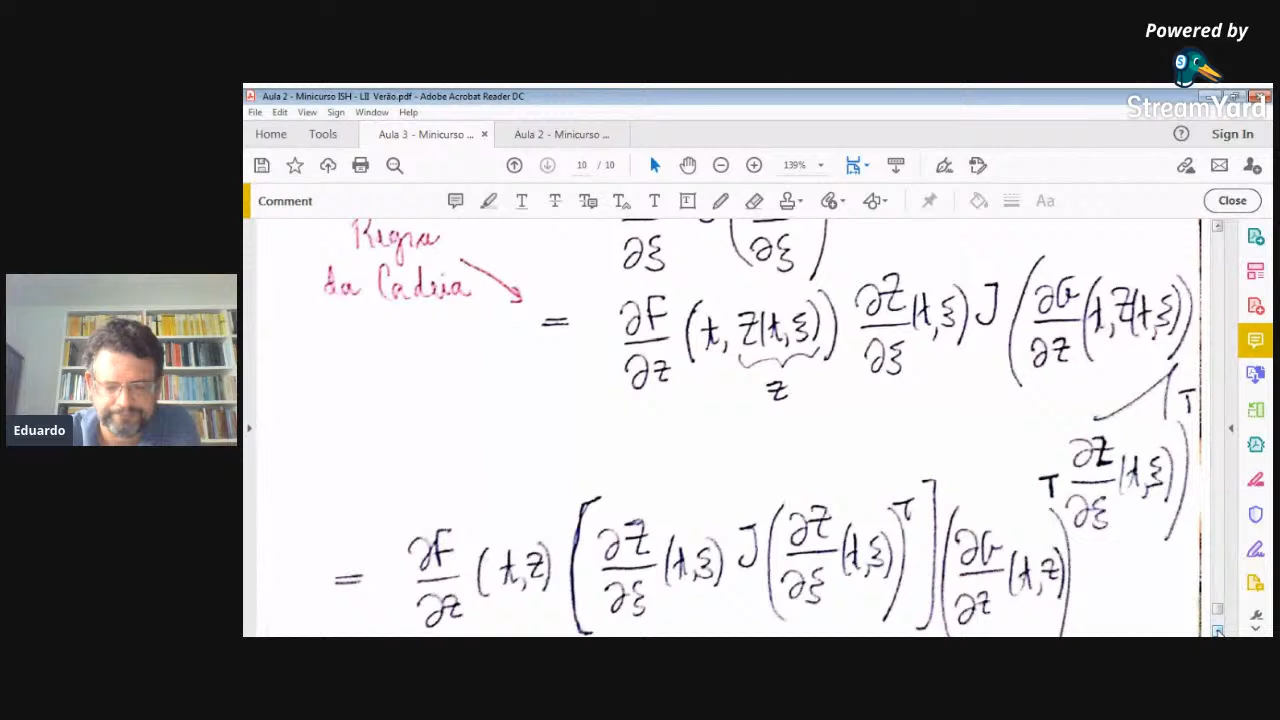 Powered by
StreamYard
Aula 2 - Minicurso ISH - LII Verão.pdf - Adobe Acrobat Reader DC
File Edit View Sign Window Help
Home Tools Aula 3 - Minicurso ... × Aula 2 - Minicurso ... Sign In
10 / 10 139%
Comment Close
Regra
da Cadeia
∂ξ ∂ξ
= ∂F/∂z (t, Z(t,ξ)) ∂Z/∂ξ (t,ξ) J (∂G/∂z (t, Z(t,ξ))
z
T
T ∂Z/∂ξ (t,ξ))
= ∂F/∂z (t,z) [∂Z/∂ξ (t,ξ) J (∂Z/∂ξ (t,ξ))^T] (∂G/∂z (t,z))
Eduardo